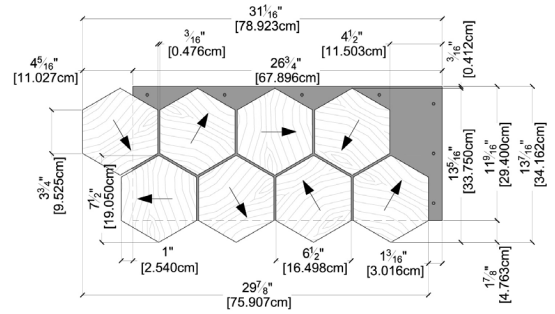 31 1/16"
[78.923cm]
3/16"
[0.476cm]
4 1/2"
[11.503cm]
3/16"
[0.412cm]
4 5/16"
[11.027cm]
26 3/4"
[67.896cm]
3 3/4"
[9.525cm]
7 1/2"
[19.050cm]
13 5/16"
[33.750cm]
11 9/16"
[29.400cm]
13 7/16"
[34.162cm]
1"
[2.540cm]
6 1/2"
[16.498cm]
1 3/16"
[3.016cm]
1 7/8"
[4.763cm]
29 7/8"
[75.907cm]